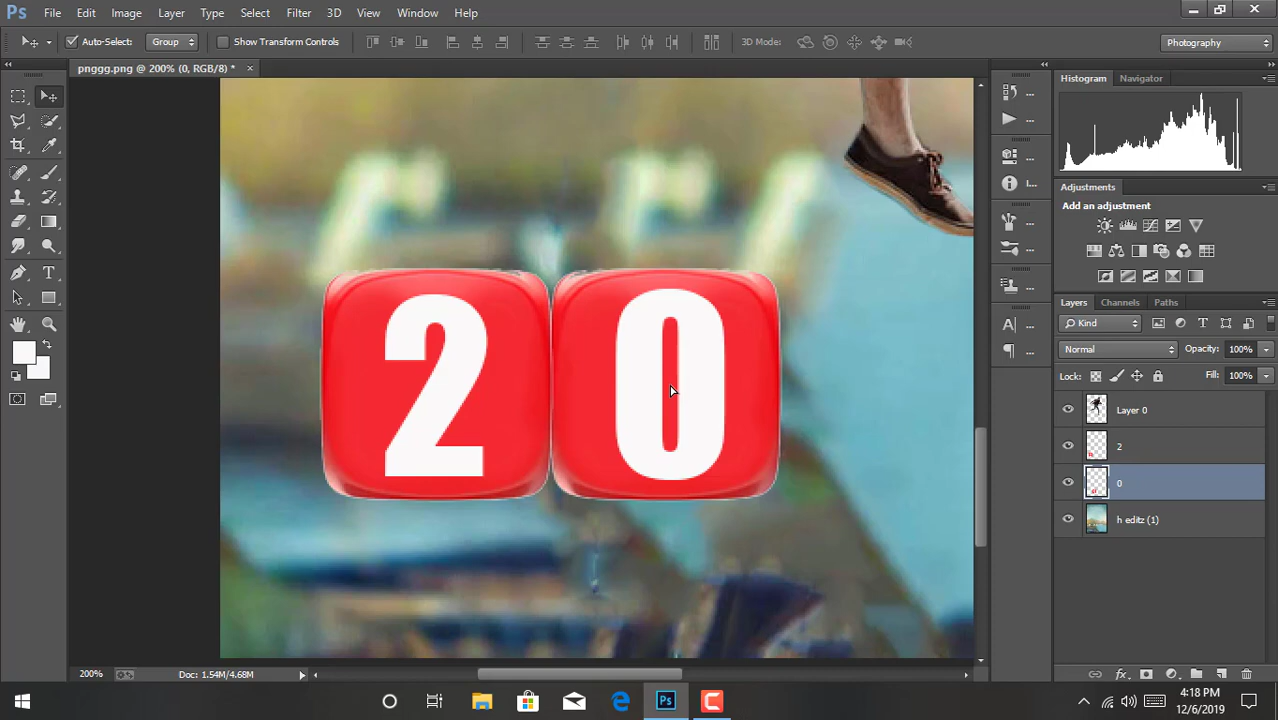 Ps File Edit Image Layer Type Select Filter 3D View Window Help
Auto-Select: Group Show Transform Controls 3D Mode: Photography
pnggg.png @ 200% (0, RGB/8) * ×
Histogram Navigator
Adjustments
Add an adjustment
Layers Channels Paths
Kind
Normal Opacity: 100%
Lock: Fill: 100%
Layer 0
2
0
h editz (1)
2 0
200% Doc: 1.54M/4.68M
4:18 PM
12/6/2019